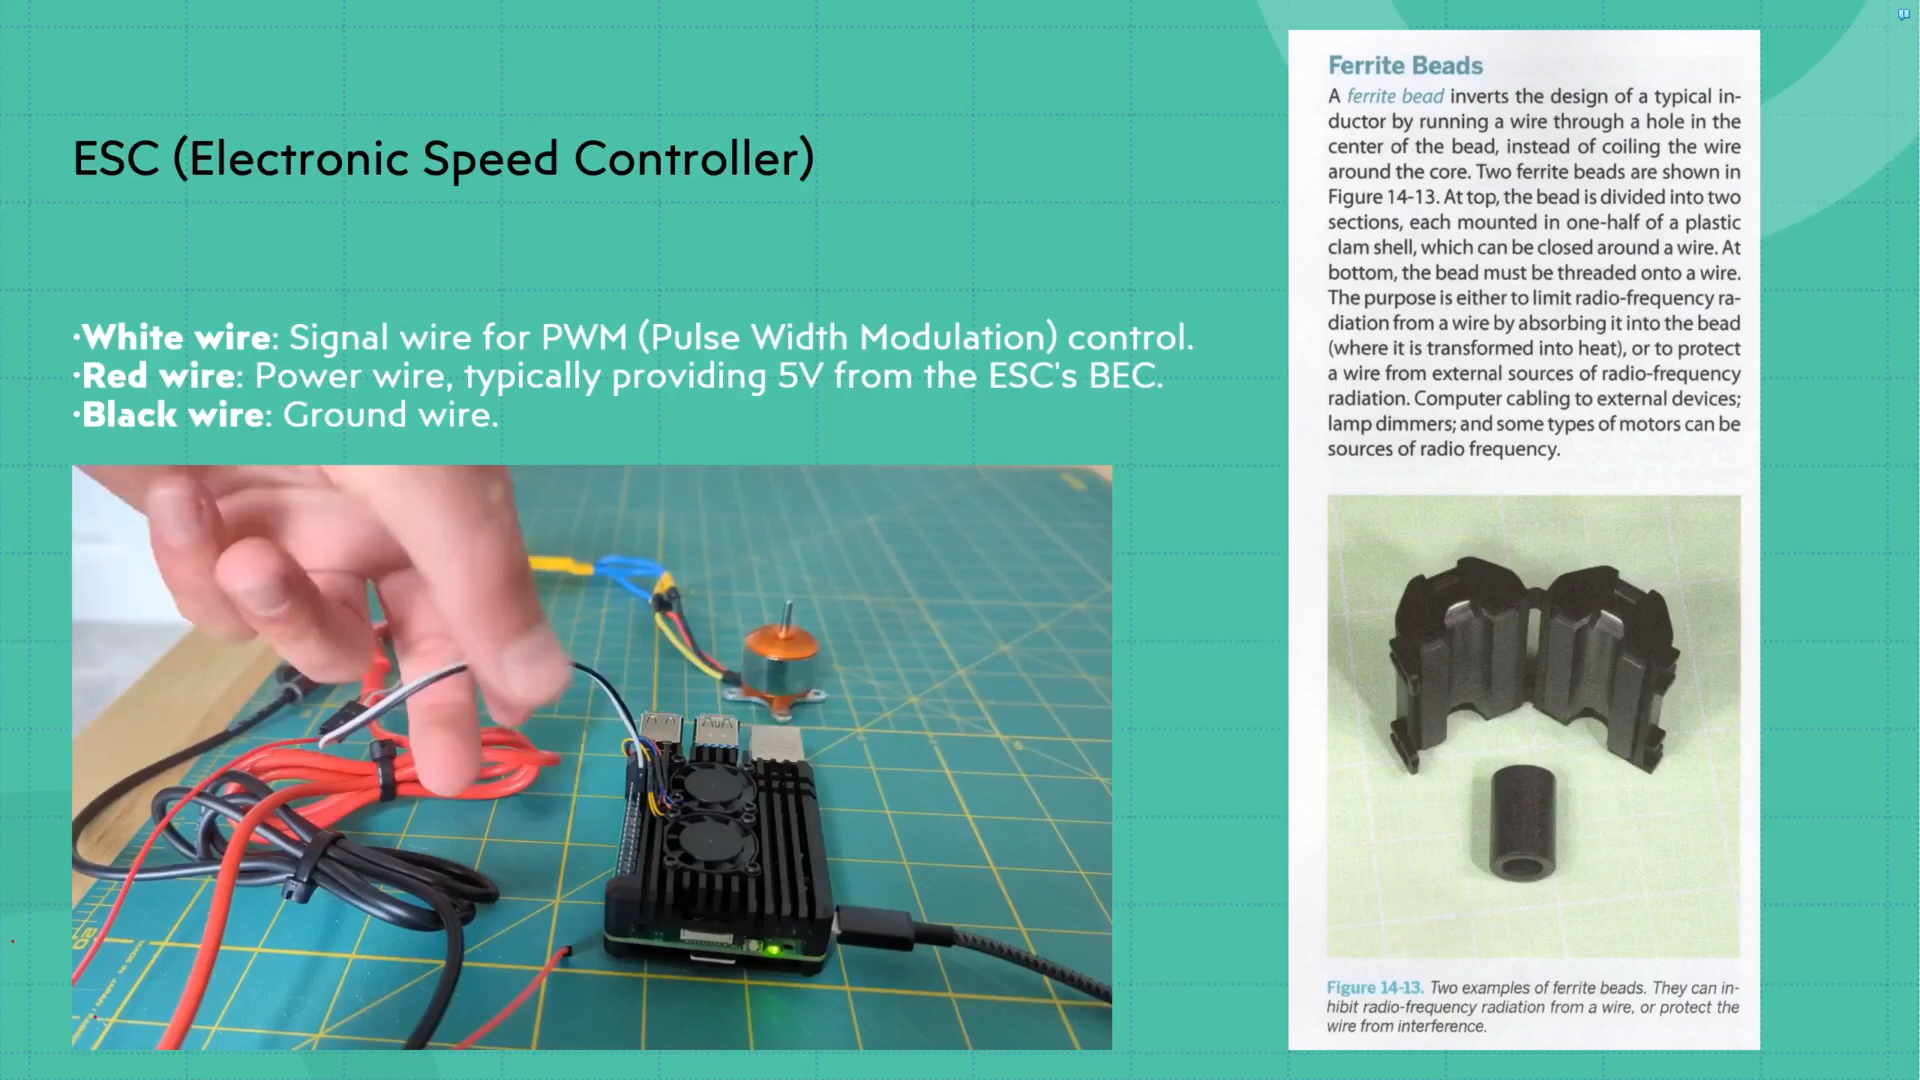 ESC (Electronic Speed Controller)
·White wire: Signal wire for PWM (Pulse Width Modulation) control.
·Red wire: Power wire, typically providing 5V from the ESC's BEC.
·Black wire: Ground wire.
Ferrite Beads
A ferrite bead inverts the design of a typical in-
ductor by running a wire through a hole in the
center of the bead, instead of coiling the wire
around the core. Two ferrite beads are shown in
Figure 14-13. At top, the bead is divided into two
sections, each mounted in one-half of a plastic
clam shell, which can be closed around a wire. At
bottom, the bead must be threaded onto a wire.
The purpose is either to limit radio-frequency ra-
diation from a wire by absorbing it into the bead
(where it is transformed into heat), or to protect
a wire from external sources of radio-frequency
radiation. Computer cabling to external devices;
lamp dimmers; and some types of motors can be
sources of radio frequency.
Figure 14-13. Two examples of ferrite beads. They can in-
hibit radio-frequency radiation from a wire, or protect the
wire from interference.